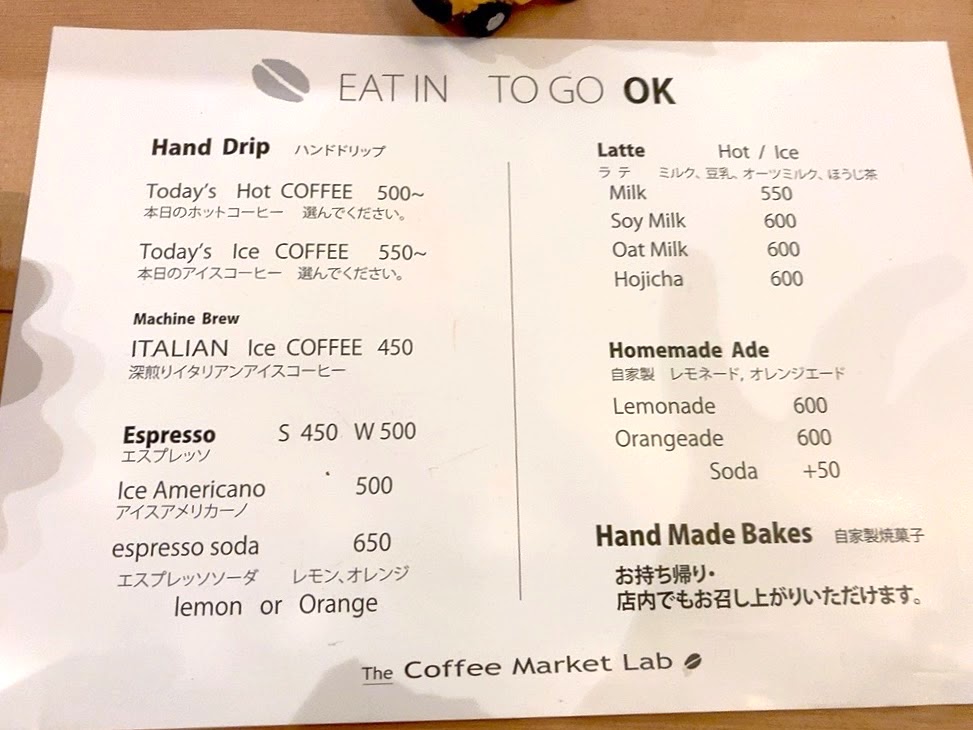 EAT IN TO GO OK
Hand Drip ハンドドリップ
Today's Hot COFFEE 500~
本日のホットコーヒー 選んでください。
Today's Ice COFFEE 550~
本日のアイスコーヒー 選んでください。
Machine Brew
ITALIAN Ice COFFEE 450
深煎りイタリアンアイスコーヒー
Espresso S 450 W 500
エスプレッソ
Ice Americano 500
アイスアメリカーノ
espresso soda 650
エスプレッソソーダ レモン、オレンジ
lemon or Orange
Latte Hot / Ice
ラテ ミルク、豆乳、オーツミルク、ほうじ茶
Milk 550
Soy Milk 600
Oat Milk 600
Hojicha 600
Homemade Ade
自家製 レモネード, オレンジエード
Lemonade 600
Orangeade 600
Soda +50
Hand Made Bakes 自家製焼菓子
お持ち帰り・
店内でもお召し上がりいただけます。
The Coffee Market Lab